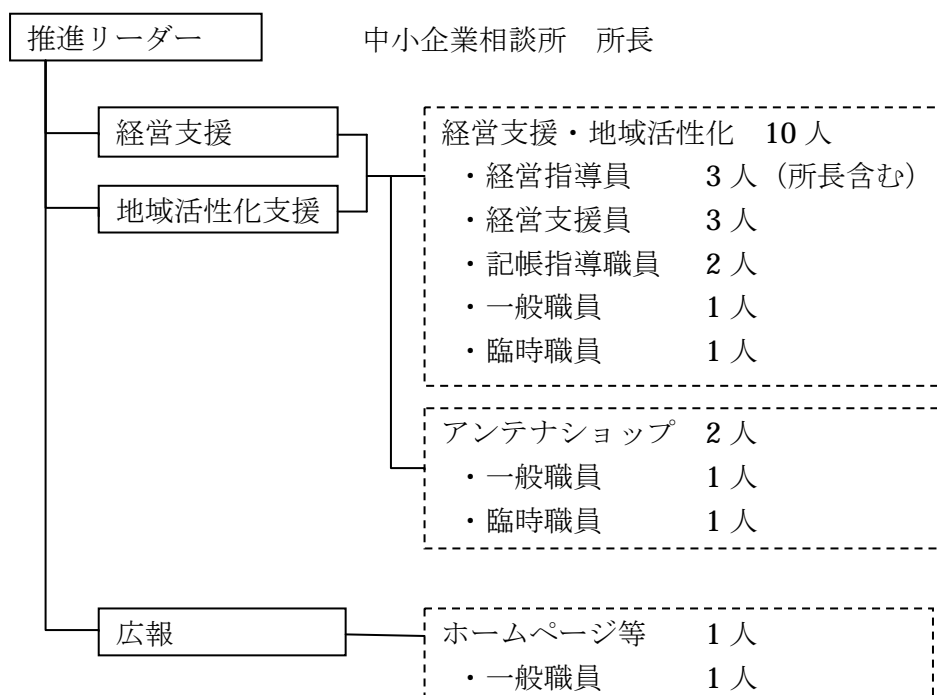 推進リーダー　中小企業相談所　所長
経営支援
地域活性化支援
経営支援・地域活性化　10人
・経営指導員　3人（所長含む）
・経営支援員　3人
・記帳指導職員　2人
・一般職員　1人
・臨時職員　1人
アンテナショップ　2人
・一般職員　1人
・臨時職員　1人
広報
ホームページ等　1人
・一般職員　1人